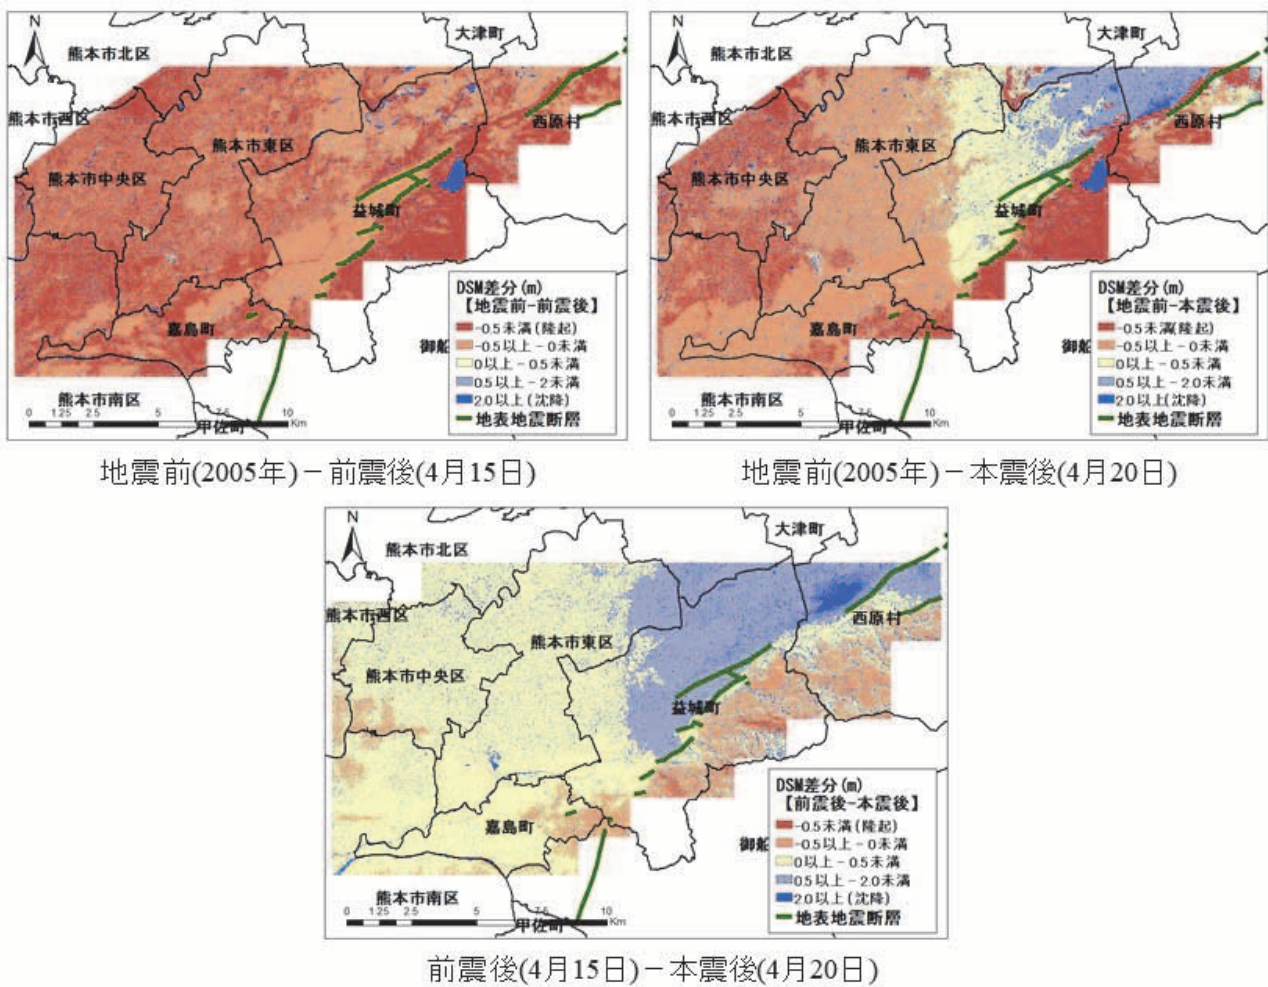 N
大津町
熊本市北区
熊本市西区
西原村
熊本市東区
熊本市中央区
益城町
DSM差分(m)
【地震前-前震後】
-0.5未満(隆起)
-0.5以上-0未満
0以上-0.5未満
0.5以上-2未満
2.0以上(沈降)
地表地震断層
嘉島町
御船
熊本市南区
0 1.25 2.5 5 7.5 10
Km
甲佐町
地震前(2005年)-前震後(4月15日)
N
大津町
熊本市北区
熊本市西区
西原村
熊本市東区
熊本市中央区
益城町
DSM差分(m)
【地震前-本震後】
-0.5未満(隆起)
-0.5以上-0未満
0以上-0.5未満
0.5以上-2.0未満
2.0以上(沈降)
地表地震断層
嘉島町
御船
熊本市南区
0 1.25 2.5 5 7.5 10
Km
甲佐町
地震前(2005年)-本震後(4月20日)
N
大津町
熊本市北区
熊本市西区
西原村
熊本市東区
熊本市中央区
益城町
DSM差分(m)
【前震後-本震後】
-0.5未満(隆起)
-0.5以上-0未満
0以上-0.5未満
0.5以上-2.0未満
2.0以上(沈降)
地表地震断層
嘉島町
御船
熊本市南区
0 1.25 2.5 5 7.5 10
Km
甲佐町
前震後(4月15日)-本震後(4月20日)